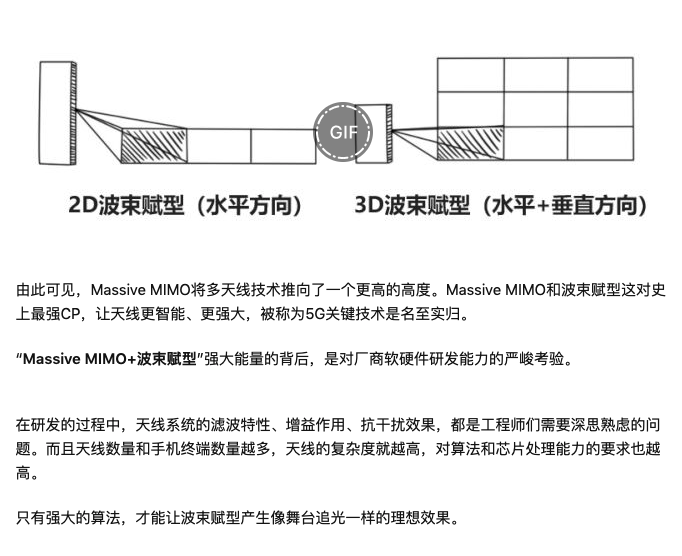 GIF
2D波束赋型（水平方向）
3D波束赋型（水平+垂直方向）
由此可见，Massive MIMO将多天线技术推向了一个更高的高度。Massive MIMO和波束赋型这对史
上最强CP，让天线更智能、更强大，被称为5G关键技术是名至实归。
“Massive MIMO+波束赋型”强大能量的背后，是对厂商软硬件研发能力的严峻考验。
在研发的过程中，天线系统的滤波特性、增益作用、抗干扰效果，都是工程师们需要深思熟虑的问
题。而且天线数量和手机终端数量越多，天线的复杂度就越高，对算法和芯片处理能力的要求也越
高。
只有强大的算法，才能让波束赋型产生像舞台追光一样的理想效果。